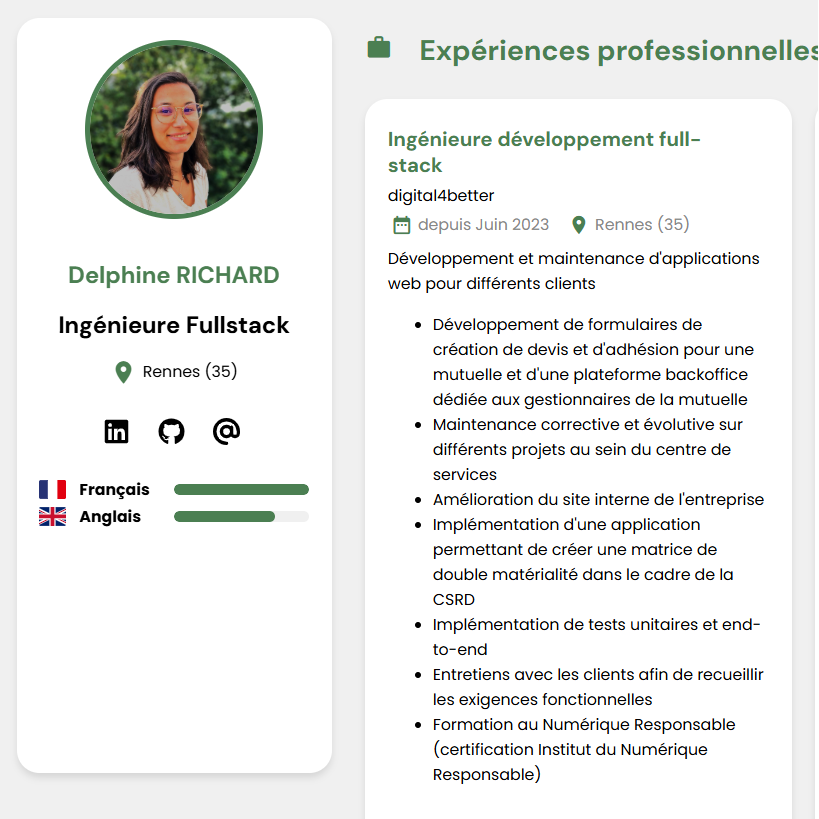 Delphine RICHARD
Ingénieure Fullstack
Rennes (35)
Français
Anglais
Expériences professionnelles
Ingénieure développement full-
stack
digital4better
depuis Juin 2023 Rennes (35)
Développement et maintenance d'applications
web pour différents clients
Développement de formulaires de
création de devis et d'adhésion pour une
mutuelle et d'une plateforme backoffice
dédiée aux gestionnaires de la mutuelle
Maintenance corrective et évolutive sur
différents projets au sein du centre de
services
Amélioration du site interne de l'entreprise
Implémentation d'une application
permettant de créer une matrice de
double matérialité dans le cadre de la
CSRD
Implémentation de tests unitaires et end-
to-end
Entretiens avec les clients afin de recueillir
les exigences fonctionnelles
Formation au Numérique Responsable
(certification Institut du Numérique
Responsable)